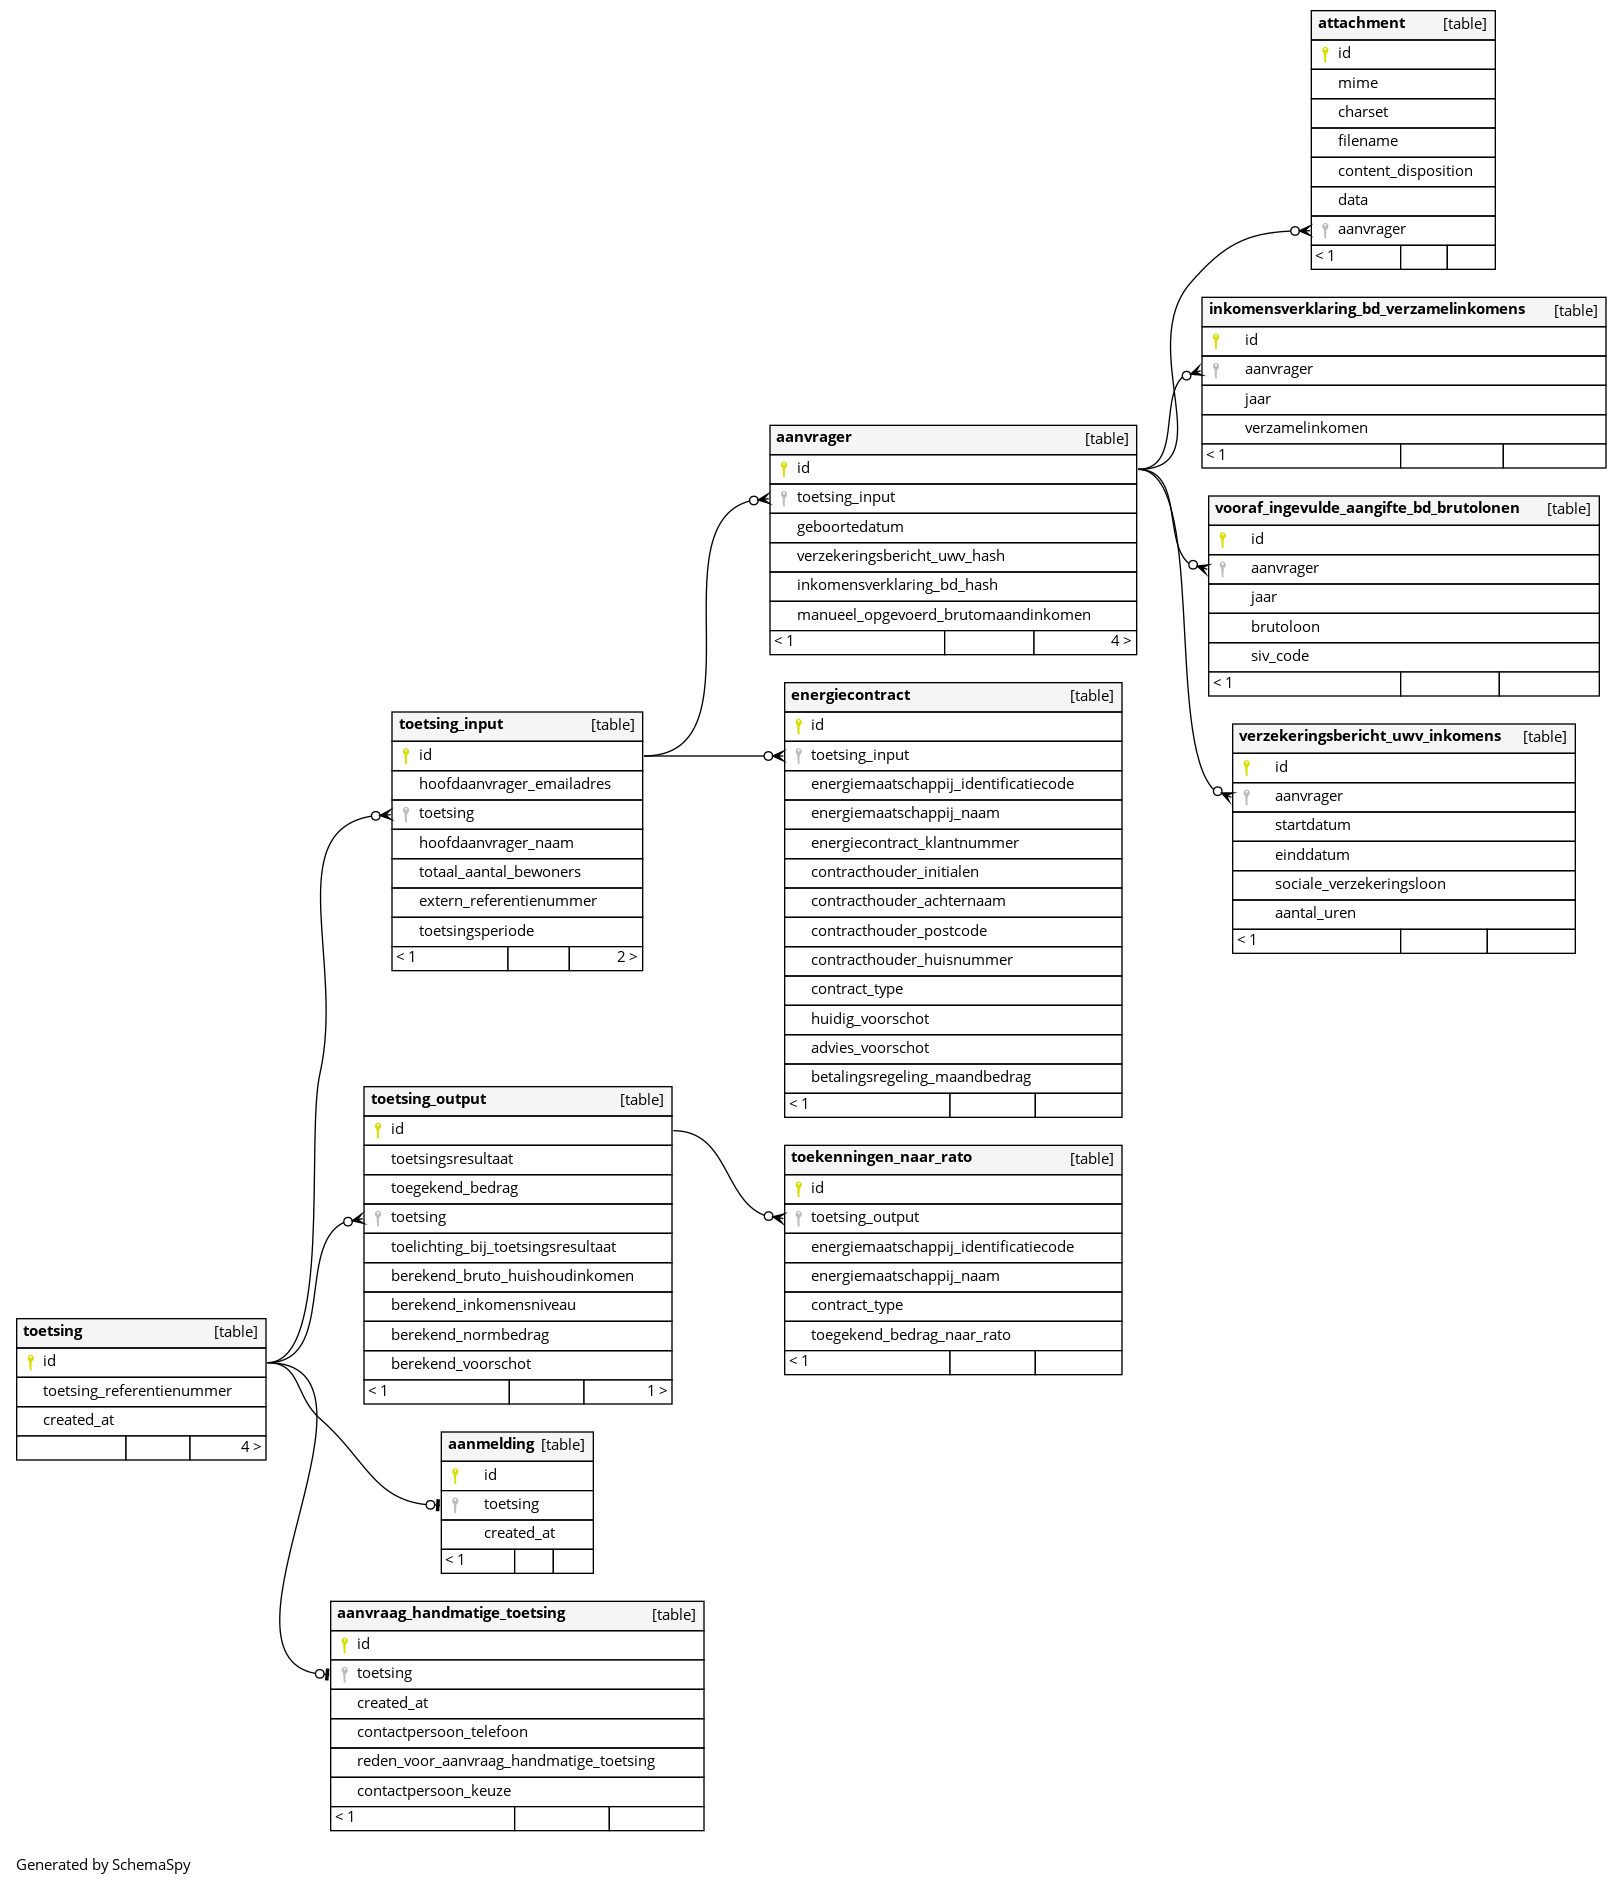 attachment [table]
id
mime
charset
filename
content_disposition
data
aanvrager
< 1
inkomensverklaring_bd_verzamelinkomens [table]
id
aanvrager
jaar
verzamelinkomen
< 1
aanvrager [table]
id
toetsing_input
geboortedatum
verzekeringsbericht_uwv_hash
inkomensverklaring_bd_hash
manueel_opgevoerd_brutomaandinkomen
< 1 4 >
vooraf_ingevulde_aangifte_bd_brutolonen [table]
id
aanvrager
jaar
brutoloon
siv_code
< 1
energiecontract [table]
id
toetsing_input
energiemaatschappij_identificatiecode
energiemaatschappij_naam
energiecontract_klantnummer
contracthouder_initialen
contracthouder_achternaam
contracthouder_postcode
contracthouder_huisnummer
contract_type
huidig_voorschot
advies_voorschot
betalingsregeling_maandbedrag
< 1
verzekeringsbericht_uwv_inkomens [table]
id
aanvrager
startdatum
einddatum
sociale_verzekeringsloon
aantal_uren
< 1
toetsing_input [table]
id
hoofdaanvrager_emailadres
toetsing
hoofdaanvrager_naam
totaal_aantal_bewoners
extern_referentienummer
toetsingsperiode
< 1 2 >
toetsing_output [table]
id
toetsingsresultaat
toegekend_bedrag
toetsing
toelichting_bij_toetsingsresultaat
berekend_bruto_huishoudinkomen
berekend_inkomensniveau
berekend_normbedrag
berekend_voorschot
< 1 1 >
toekenningen_naar_rato [table]
id
toetsing_output
energiemaatschappij_identificatiecode
energiemaatschappij_naam
contract_type
toegekend_bedrag_naar_rato
< 1
toetsing [table]
id
toetsing_referentienummer
created_at
4 >
aanmelding [table]
id
toetsing
created_at
< 1
aanvraag_handmatige_toetsing [table]
id
toetsing
created_at
contactpersoon_telefoon
reden_voor_aanvraag_handmatige_toetsing
contactpersoon_keuze
< 1
Generated by SchemaSpy